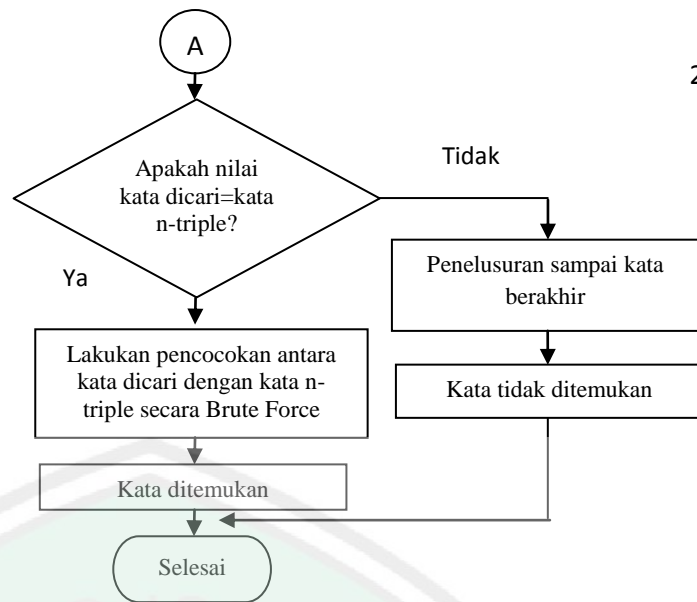 A
2
Apakah nilai
kata dicari=kata
n-triple?
Tidak
Ya
Penelusuran sampai kata
berakhir
Lakukan pencocokan antara
kata dicari dengan kata n-
triple secara Brute Force
Kata tidak ditemukan
Kata ditemukan
Selesai